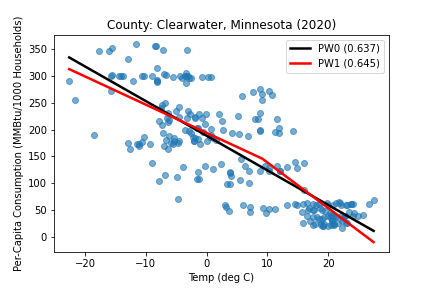 County: Clearwater, Minnesota (2020)
PW0 (0.637)
PW1 (0.645)
Per-Capita Consumption (MMBtu/1000 Households)
350
300
250
200
150
100
50
0
−20
−10
0
10
20
Temp (deg C)